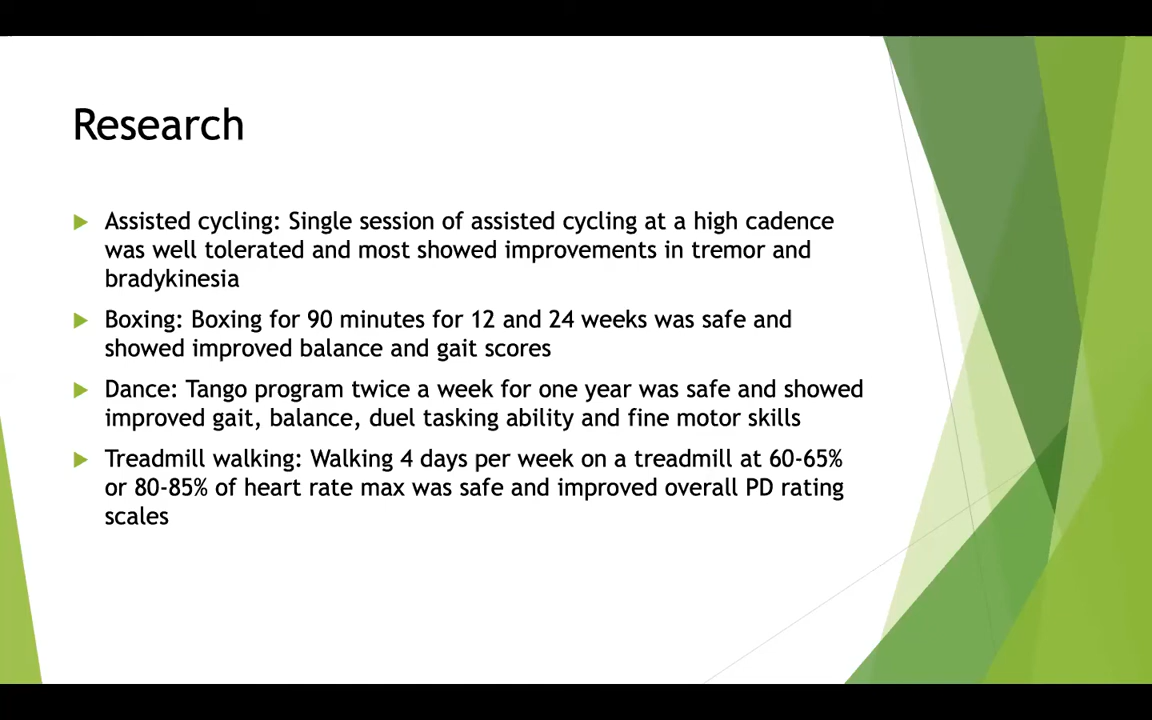 Research
Assisted cycling: Single session of assisted cycling at a high cadence
was well tolerated and most showed improvements in tremor and
bradykinesia
Boxing: Boxing for 90 minutes for 12 and 24 weeks was safe and
showed improved balance and gait scores
Dance: Tango program twice a week for one year was safe and showed
improved gait, balance, duel tasking ability and fine motor skills
Treadmill walking: Walking 4 days per week on a treadmill at 60-65%
or 80-85% of heart rate max was safe and improved overall PD rating
scales